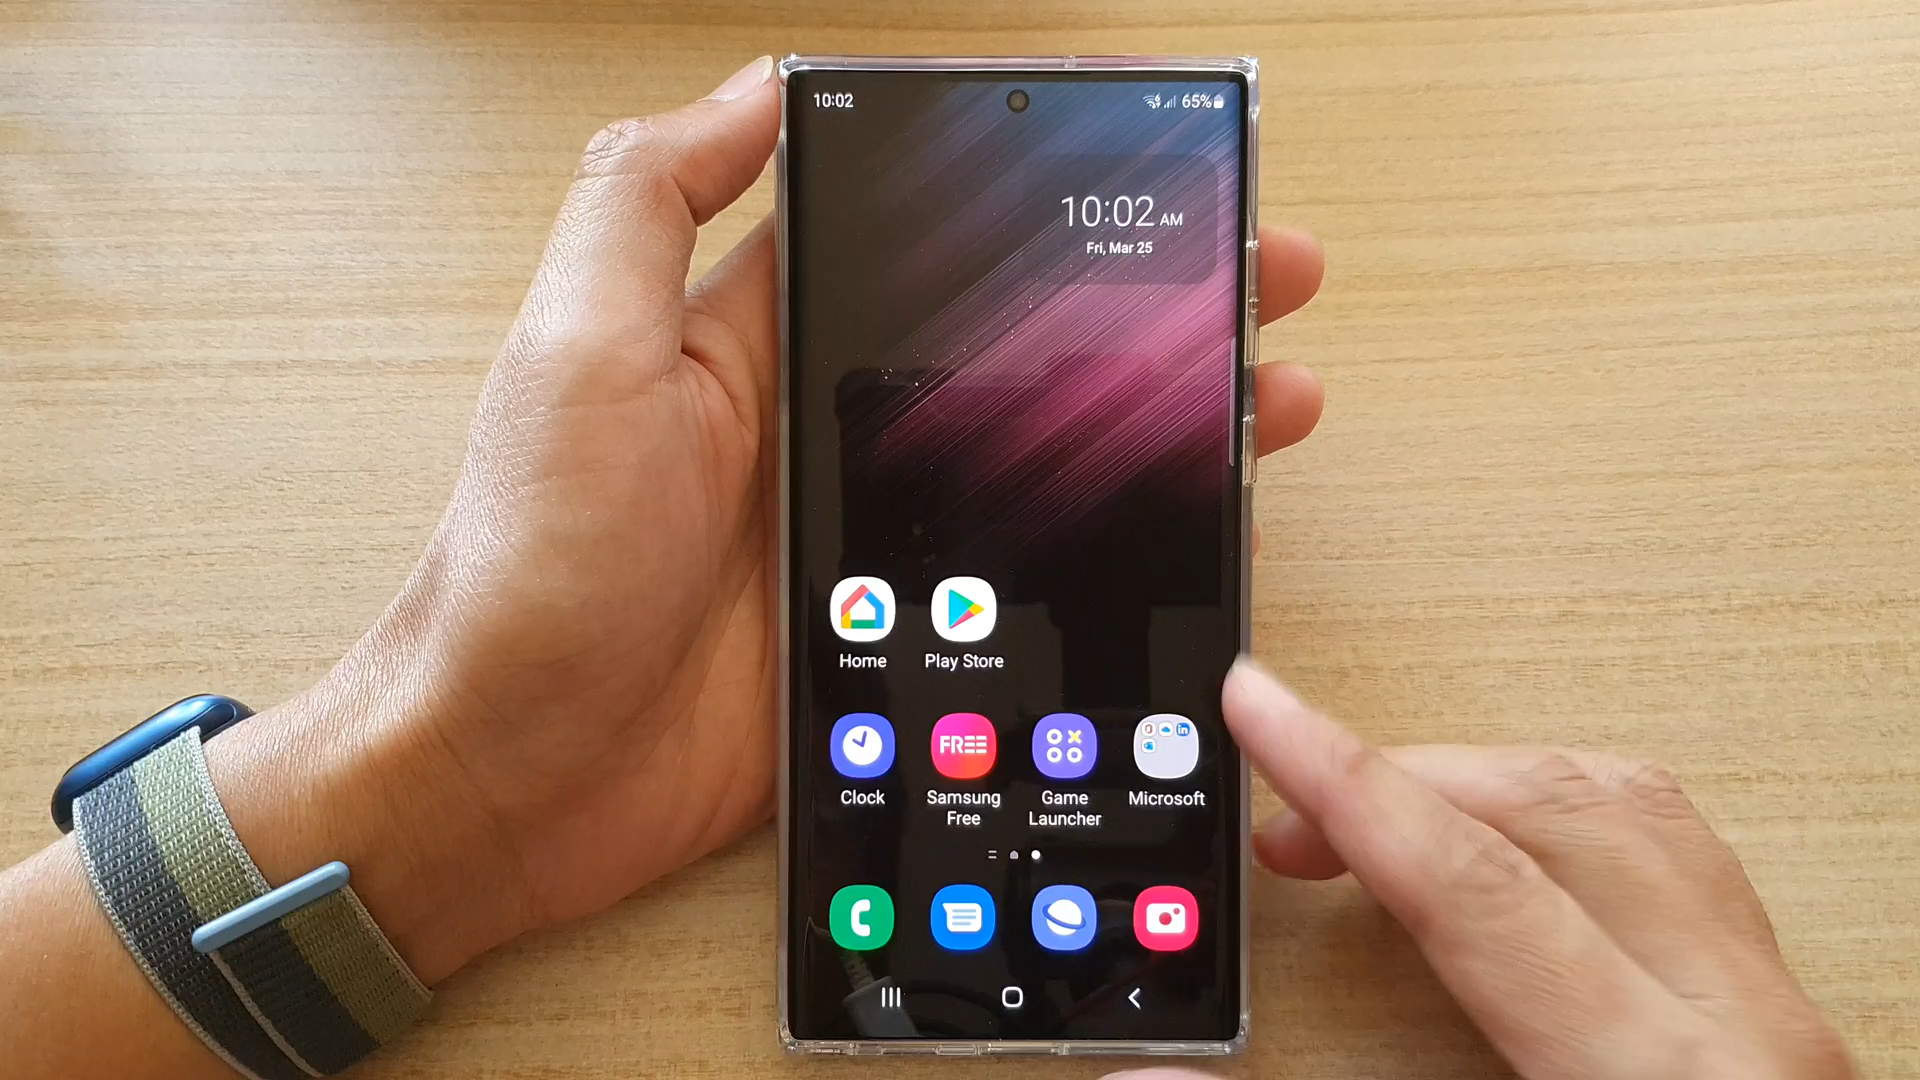 10:02
65%
10:02 AM
Fri, Mar 25
Home
Play Store
FREE
in
Clock
Samsung
Free
Game
Launcher
Microsoft